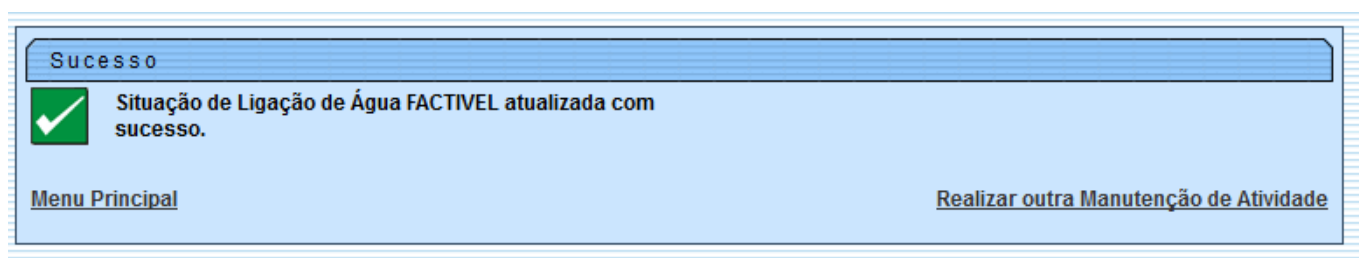 Sucesso
Situação de Ligação de Água FACTIVEL atualizada com
sucesso.
Menu Principal
Realizar outra Manutenção de Atividade